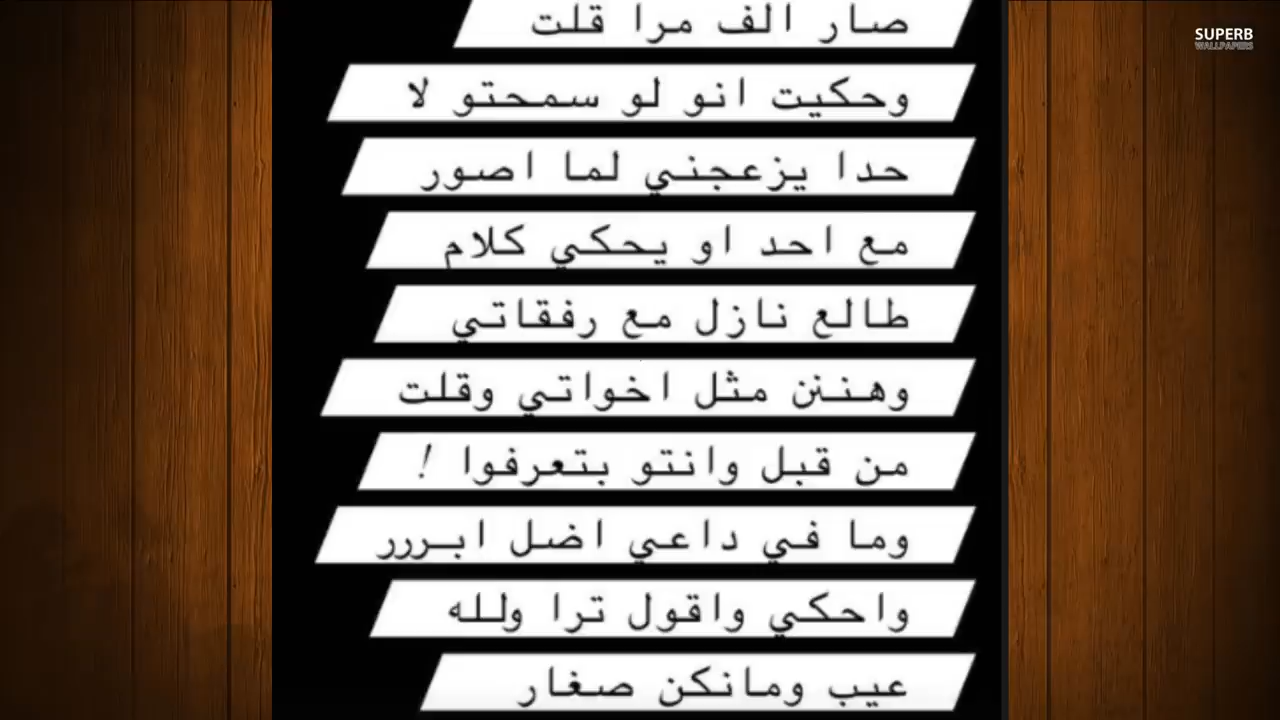 SUPERB
WALLPAPERS
صار الف مرا قلت
وحكيت انو لو سمحتو لا
حدا يزعجني لما اصور
مع احد او يحكي كلام
طالع نازل مع رفقاتي
وهننن مثل اخواتي وقلت
من قبل وانتو بتعرفوا !
وما في داعي اضل ابررر
واحكي واقول ترا ولله
عيب ومانكن صغار